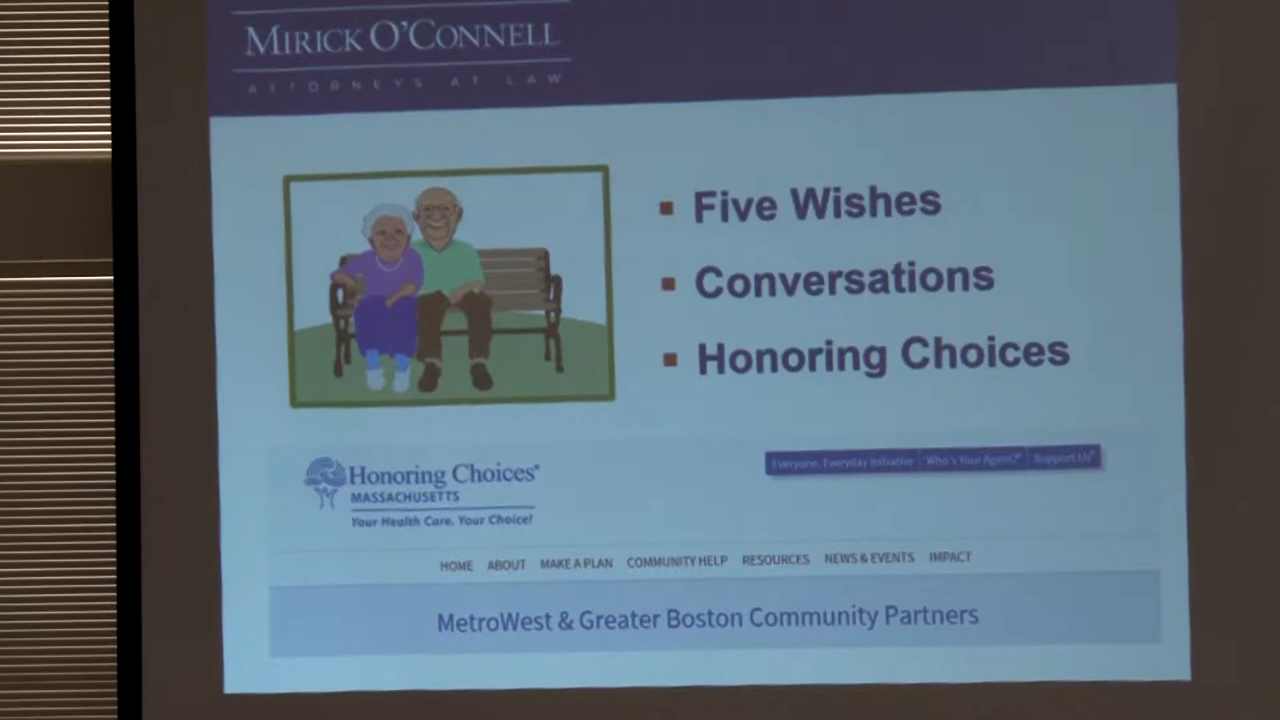 MIRICK O'CONNELL
ATTORNEYS AT LAW
Five Wishes
Conversations
Honoring Choices
Honoring Choices®
MASSACHUSETTS
Your Health Care. Your Choice!
Everyone, Everyday Initiative Who's Your Agent?® Support Us
HOME ABOUT MAKE A PLAN COMMUNITY HELP RESOURCES NEWS & EVENTS IMPACT
MetroWest & Greater Boston Community Partners